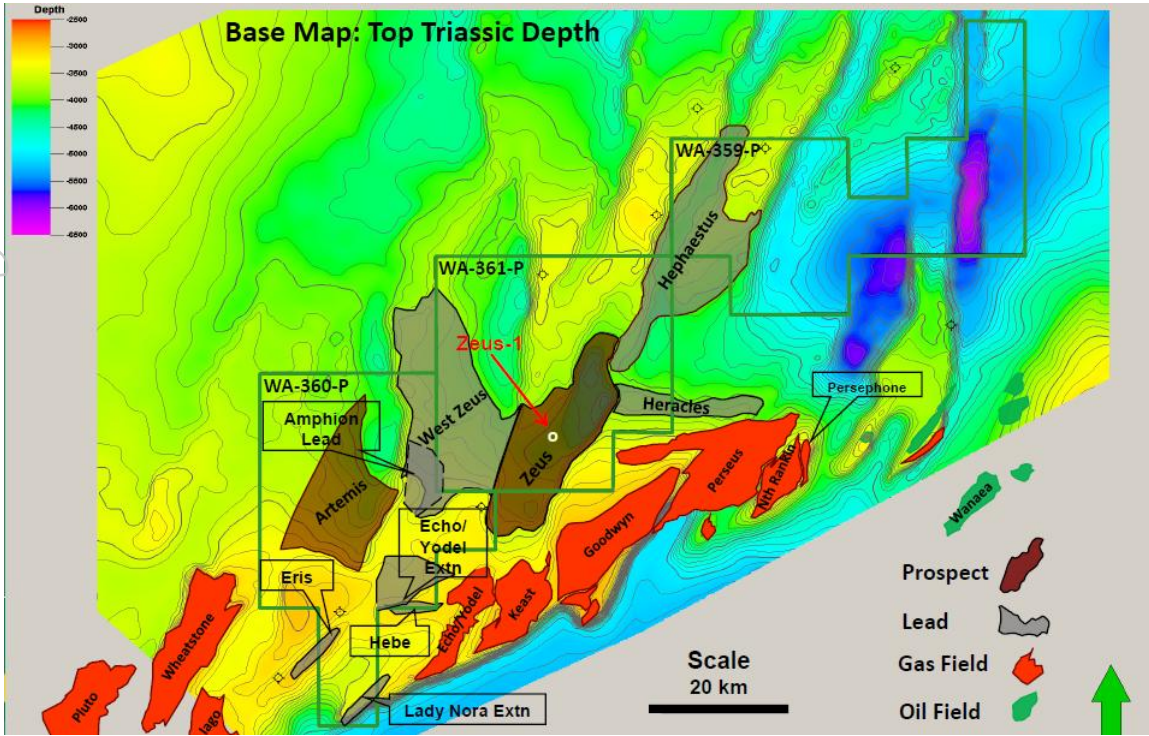 Depth
Base Map: Top Triassic Depth
-2500
-3000
-3500
-4000
-4500
-5000
-5500
-6000
-6500
WA-359-P
Hephaestus
WA-361-P
Zeus-1
WA-360-P
Persephone
Amphion
Lead
West Zeus
Heracles
Zeus
Artemis
Perseus
Nth Rankin
Wanaea
Goodwyn
Echo/
Yodel
Extn
Eris
Hebe
Echo/Yodel
Keast
Wheatstone
Pluto
Iago
Lady Nora Extn
Scale
20 km
Prospect
Lead
Gas Field
Oil Field